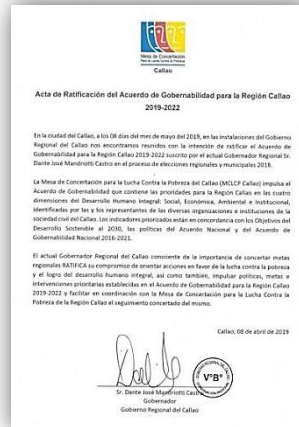 Mesa de Concertación
Para la Lucha Contra la Pobreza
Callao
Acta de Ratificación del Acuerdo de Gobernabilidad para la Región Callao
2019-2022
En la ciudad del Callao, a los 08 días del mes de mayo del 2019, en las instalaciones del Gobierno
Regional del Callao nos encontramos reunidos con la intención de ratificar el Acuerdo de
Gobernabilidad para la Región Callao 2019-2022 suscrito por el actual Gobernador Regional Sr.
Dante José Mandriotti Castro en el proceso de elecciones regionales y municipales 2018.
La Mesa de Concertación para la Lucha Contra la Pobreza del Callao (MCLCP Callao) impulsa el
Acuerdo de Gobernabilidad que contiene las prioridades para la Región Callao en las cuatro
dimensiones del Desarrollo Humano Integral: Social, Económica, Ambiental e Institucional,
identificadas por las y los representantes de las diversas organizaciones e instituciones de la
sociedad civil del Callao. Los indicadores priorizados están en concordancia con los Objetivos del
Desarrollo Sostenible al 2030, las políticas del Acuerdo Nacional y del Acuerdo de
Gobernabilidad Nacional 2016-2021.
El actual Gobernador Regional del Callao consiente de la importancia de concertar metas
regionales RATIFICA su compromiso de orientar acciones en favor de la lucha contra la pobreza
y el logro del desarrollo humano integral, así como también, impulsar políticas, metas e
intervenciones prioritarias establecidas en el Acuerdo de Gobernabilidad para la Región Callao
2019-2022 y facilitar en coordinación con la Mesa de Concertación para la Lucha Contra la
Pobreza de la Región Callao el seguimiento concertado del mismo.
Callao, 08 de abril de 2019
VºBº
Sr. Dante José Mandriotti Castro
Gobernador
Gobierno Regional del Callao